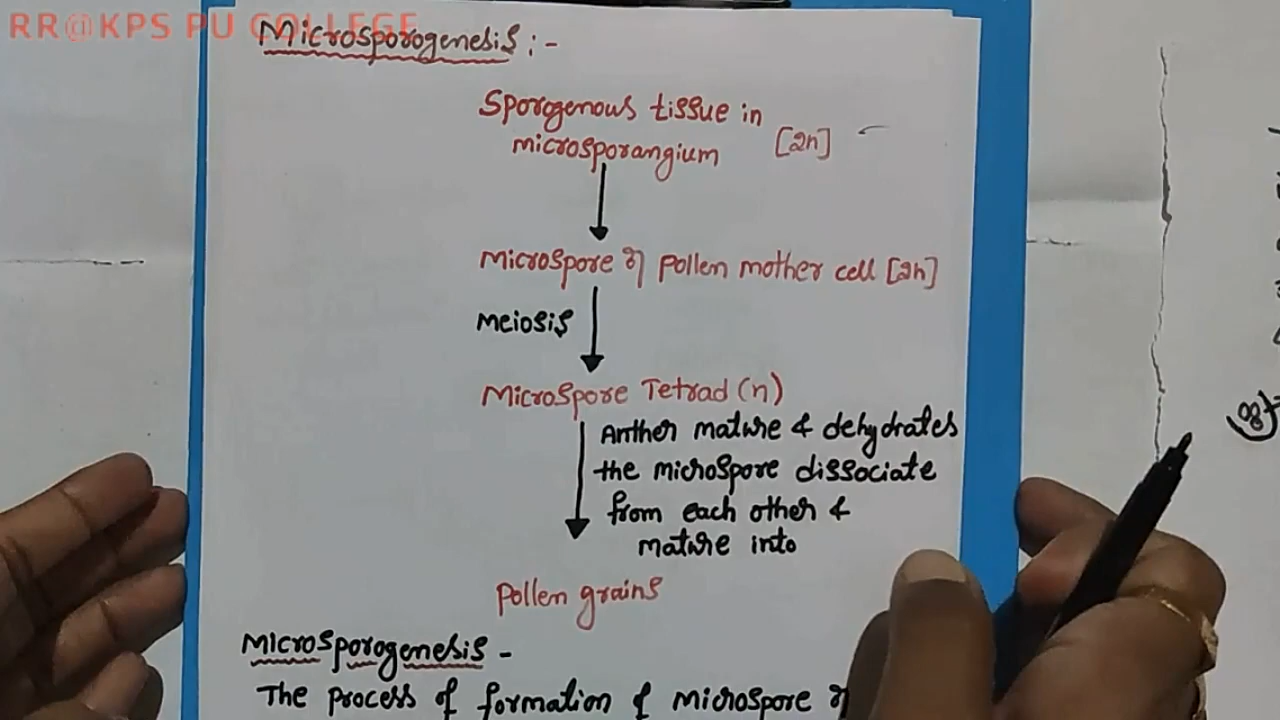 RR@KPS PU COLLEGE
Microsporogenesis :-
Sporogenous tissue in
microsporangium [2n]
Microspore or pollen mother cell [2n]
Meiosis
Microspore Tetrad (n)
Anther mature & dehydrates
the microspore dissociate
from each other &
mature into
pollen grains
Microsporogenesis -
The process of formation of microspore or